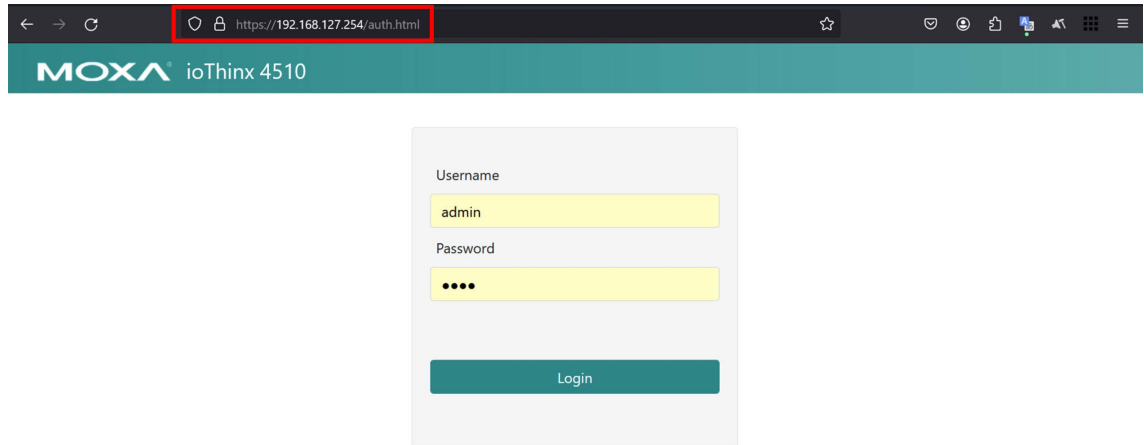 https://192.168.127.254/auth.html
MOXA® ioThinx 4510
Username
admin
Password
••••
Login